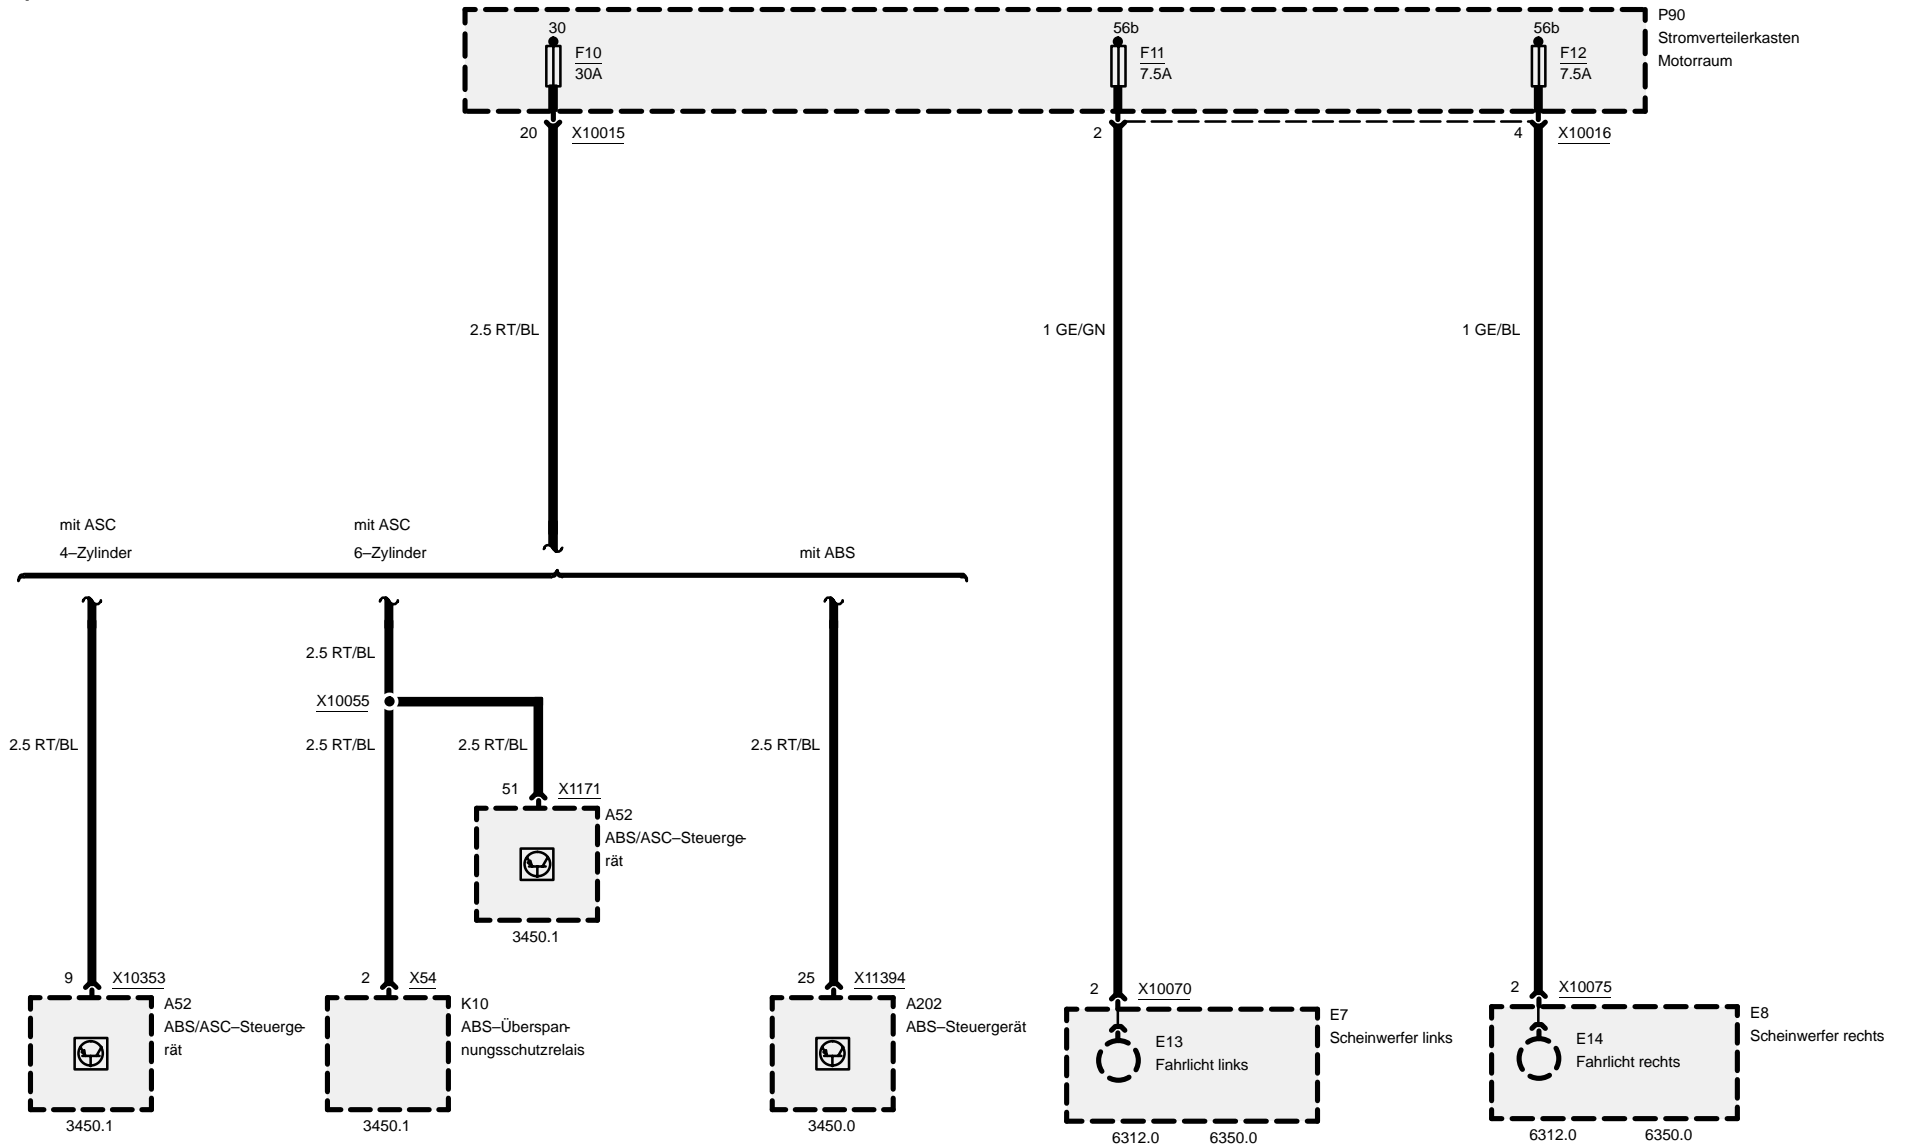 30
F10
30A
56b
F11
7.5A
56b
F12
7.5A
P90
Stromverteilerkasten
Motorraum
20
X10015
2
4
X10016
2.5 RT/BL
1 GE/GN
1 GE/BL
mit ASC
4–Zylinder
mit ASC
6–Zylinder
mit ABS
2.5 RT/BL
X10055
2.5 RT/BL
2.5 RT/BL
2.5 RT/BL
2.5 RT/BL
51
X1171
A52
ABS/ASC–Steuerge-
rät
3450.1
9
X10353
A52
ABS/ASC–Steuerge-
rät
3450.1
2
X54
K10
ABS–Überspan-
nungsschutzrelais
3450.1
25
X11394
A202
ABS–Steuergerät
3450.0
2
X10070
E7
Scheinwerfer links
E13
Fahrlicht links
6312.0
6350.0
2
X10075
E8
Scheinwerfer rechts
E14
Fahrlicht rechts
6312.0
6350.0